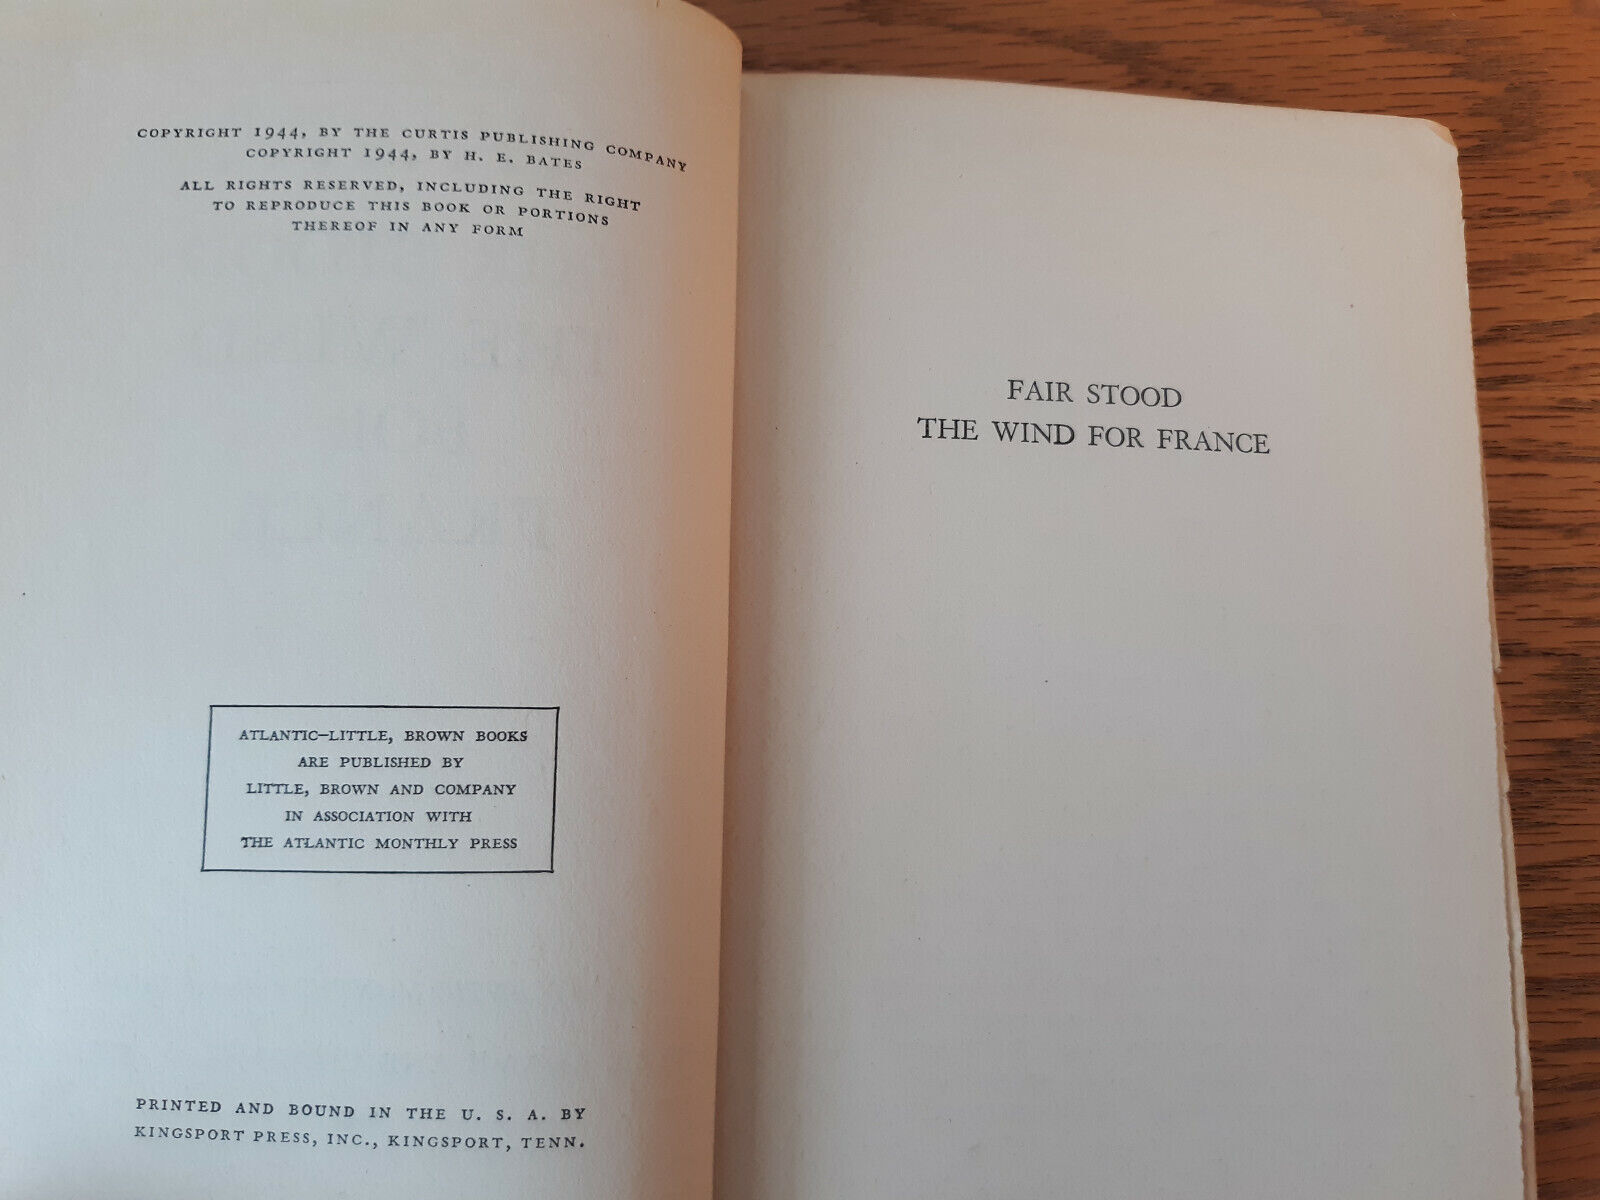 COPYRIGHT 1944, BY THE CURTIS PUBLISHING COMPANY
COPYRIGHT 1944, BY H. E. BATES
ALL RIGHTS RESERVED, INCLUDING THE RIGHT
TO REPRODUCE THIS BOOK OR PORTIONS
THEREOF IN ANY FORM
ATLANTIC–LITTLE, BROWN BOOKS
ARE PUBLISHED BY
LITTLE, BROWN AND COMPANY
IN ASSOCIATION WITH
THE ATLANTIC MONTHLY PRESS
PRINTED AND BOUND IN THE U. S. A. BY
KINGSPORT PRESS, INC., KINGSPORT, TENN.
FAIR STOOD
THE WIND FOR FRANCE